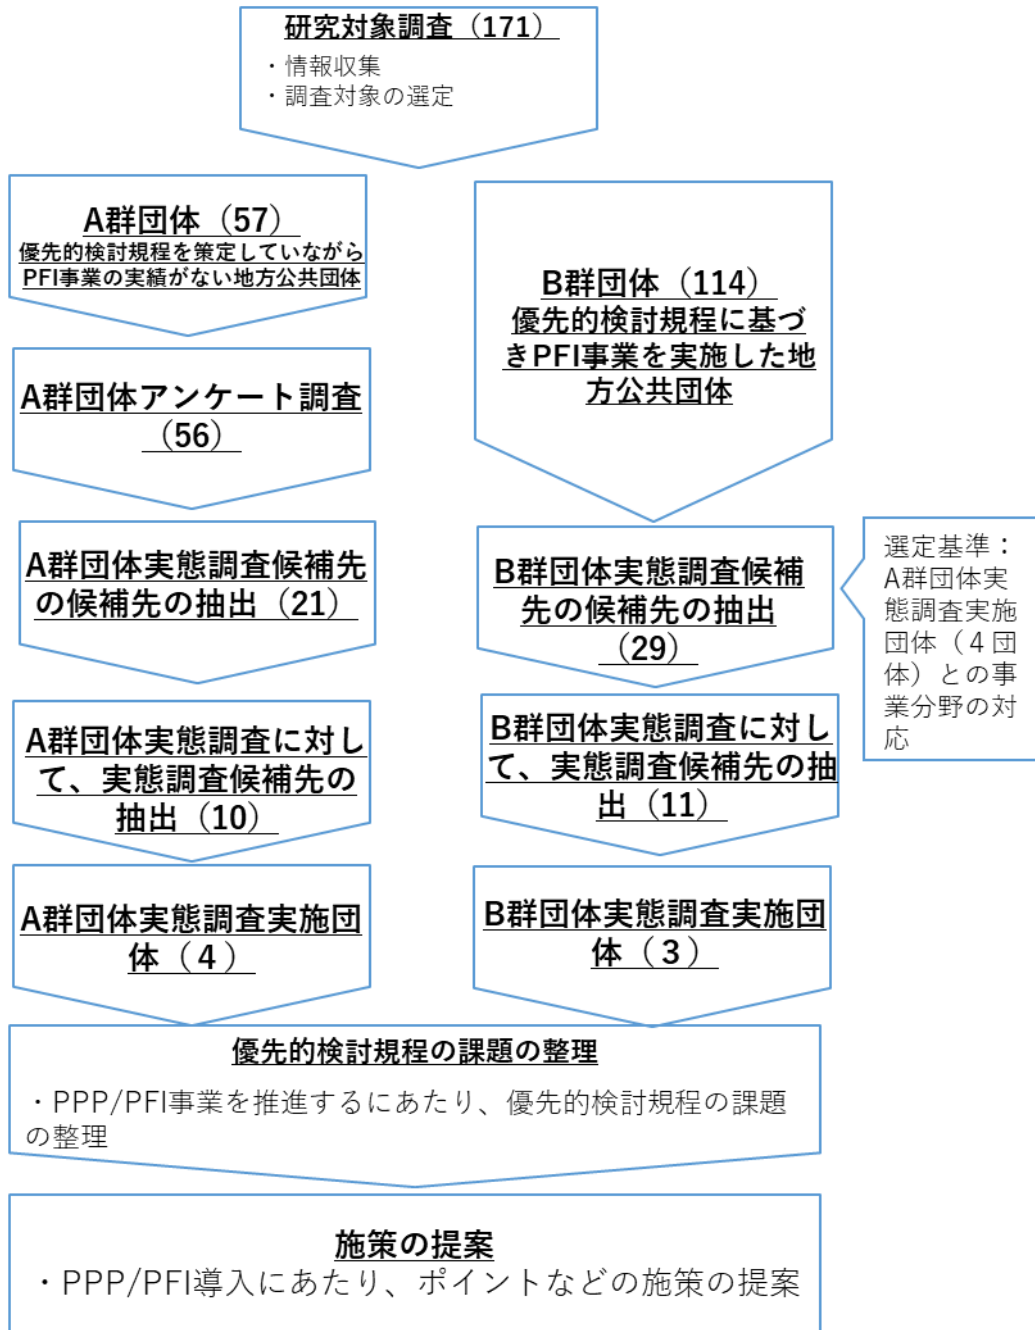 研究対象調査（171）
・情報収集
・調査対象の選定
A群団体（57）
優先的検討規程を策定していながら
PFI事業の実績がない地方公共団体
A群団体アンケート調査
（56）
A群団体実態調査候補先
の候補先の抽出（21）
A群団体実態調査に対し
て、実態調査候補先の
抽出（10）
A群団体実態調査実施団
体（４）
B群団体（114）
優先的検討規程に基づ
きPFI事業を実施した地
方公共団体
B群団体実態調査候補
先の候補先の抽出
（29）
選定基準：
A群団体実
態調査実施
団体（４団
体）との事
業分野の対
応
B群団体実態調査に対し
て、実態調査候補先の抽
出（11）
B群団体実態調査実施団
体（３）
優先的検討規程の課題の整理
・PPP/PFI事業を推進するにあたり、優先的検討規程の課題
の整理
施策の提案
・PPP/PFI導入にあたり、ポイントなどの施策の提案